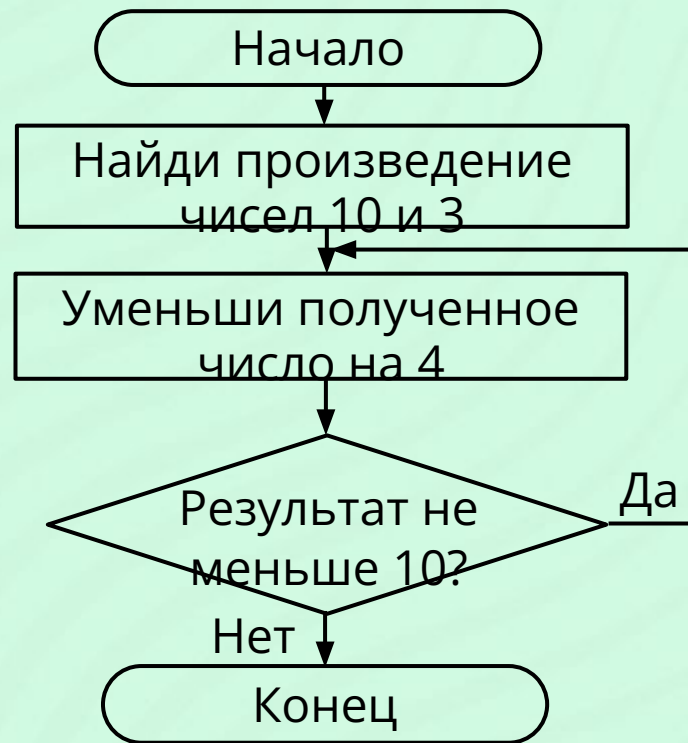 Начало
Найди произведение
чисел 10 и 3
Уменьши полученное
число на 4
Да
Результат не
меньше 10?
Нет
Конец